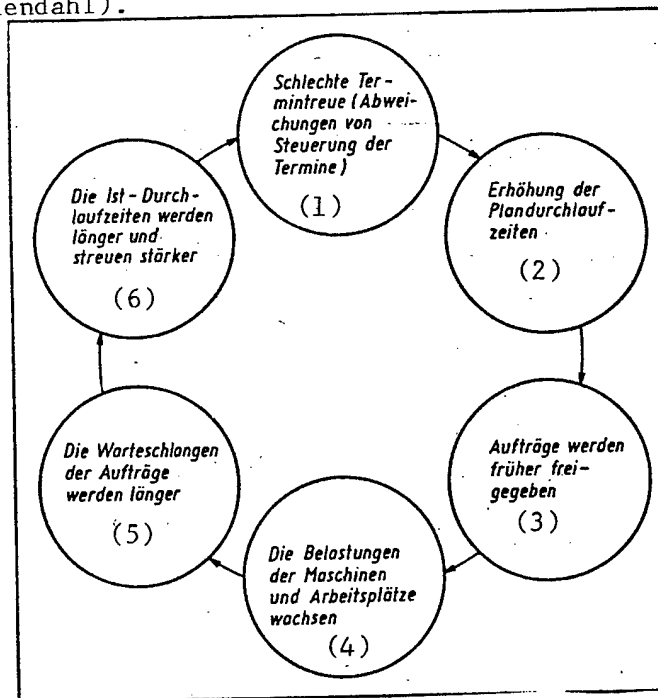 endahl).
Schlechte Ter-
mintreue (Abwei-
chungen von
Steuerung der
Termine)
(1)
Erhöhung der
Plandurchlauf-
zeiten
(2)
Aufträge werden
früher frei-
gegeben
(3)
Die Belastungen
der Maschinen
und Arbeitsplätze
wachsen
(4)
Die Warteschlangen
der Aufträge
werden länger
(5)
Die Ist-Durch-
laufzeiten werden
länger und
streuen stärker
(6)